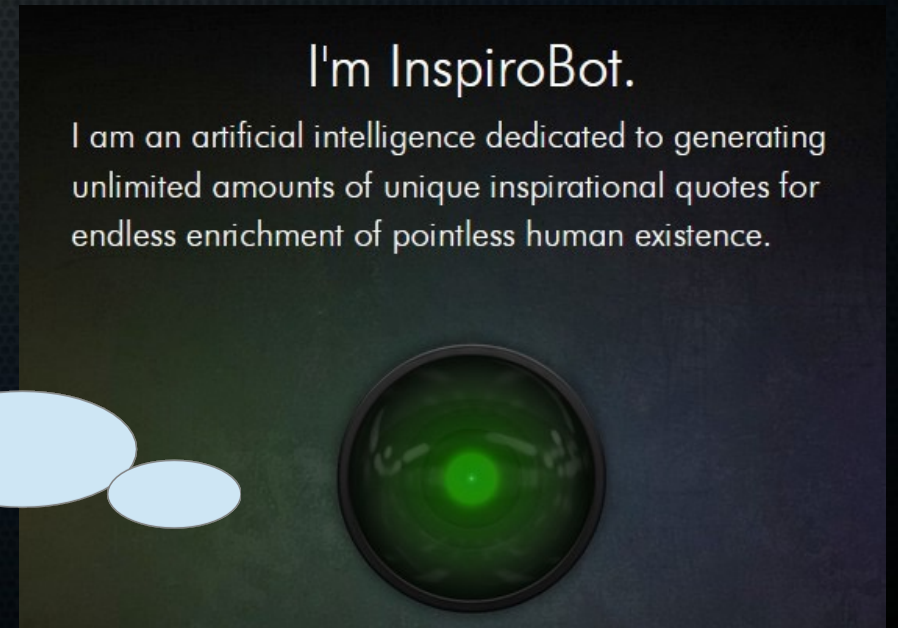 I'm InspiroBot.
I am an artificial intelligence dedicated to generating
unlimited amounts of unique inspirational quotes for
endless enrichment of pointless human existence.